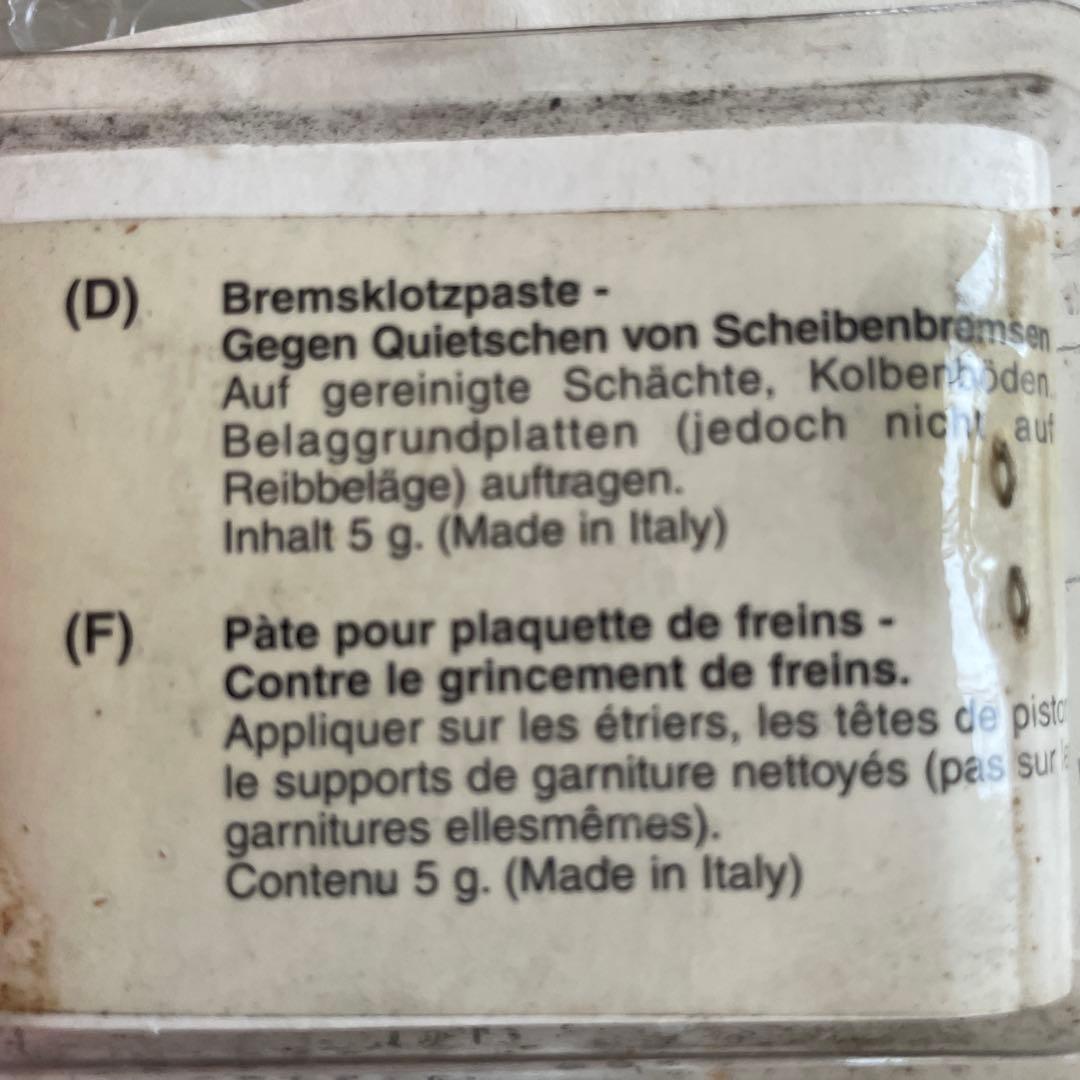 (D) Bremsklotzpaste -
Gegen Quietschen von Scheibenbremsen
Auf gereinigte Schächte, Kolbenböden.
Belaggrundplatten (jedoch nicht auf
Reibbeläge) auftragen.
Inhalt 5 g. (Made in Italy)
(F) Pàte pour plaquette de freins -
Contre le grincement de freins.
Appliquer sur les étriers, les têtes de
le supports de garniture nettoyés (pas sur
garnitures ellesmêmes).
Contenu 5 g. (Made in Italy)